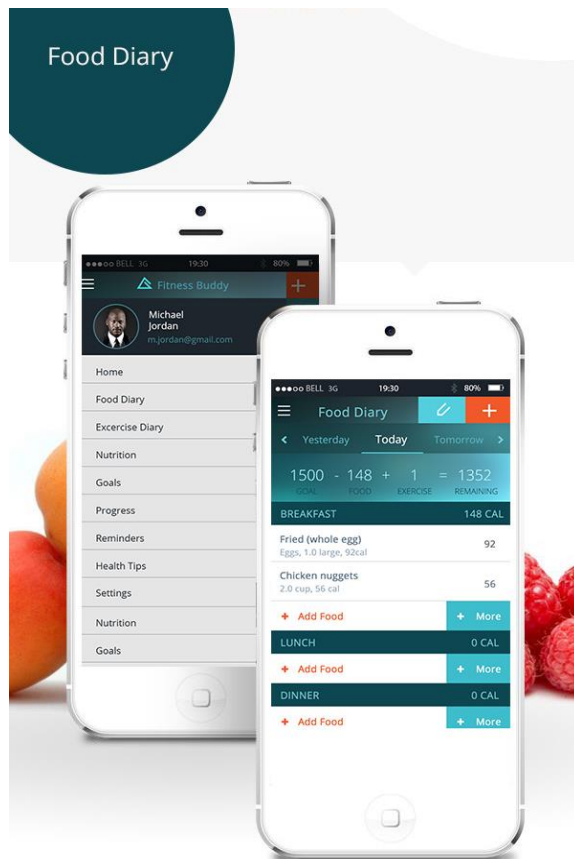 Food Diary
●●●○○ BELL 3G 19:30 80%
Fitness Buddy +
Michael
Jordan
m.jordan@gmail.com
Home
Food Diary
Excercise Diary
Nutrition
Goals
Progress
Reminders
Health Tips
Settings
Nutrition
Goals
●●●●○○ BELL 3G 19:30 80%
Food Diary +
< Yesterday Today Tomorrow >
1500 - 148 + 1 = 1352
GOAL FOOD EXERCISE REMAINING
BREAKFAST 148 CAL
Fried (whole egg) 92
Eggs, 1.0 large, 92cal
Chicken nuggets 56
2.0 cup, 56 cal
+ Add Food + More
LUNCH 0 CAL
+ Add Food + More
DINNER 0 CAL
+ Add Food + More